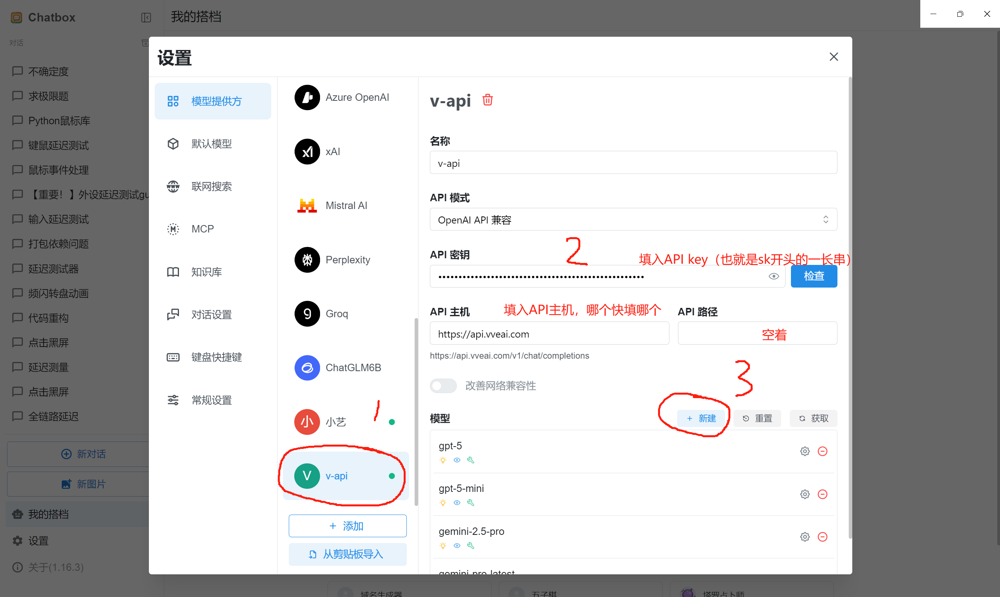 Chatbox
我的搭档
对话
不确定度
求极限题
Python鼠标库
键鼠延迟测试
鼠标事件处理
【重要！】外设延迟测试gu
输入延迟测试
打包依赖问题
延迟测试器
频闪转盘动画
代码重构
点击黑屏
延迟测量
点击黑屏
全链路延迟
新对话
新图片
我的搭档
设置
关于(1.16.3)
设置
模型提供方
默认模型
联网搜索
MCP
知识库
对话设置
键盘快捷键
常规设置
Azure OpenAI
xAI
Mistral AI
Perplexity
Groq
ChatGLM6B
小 小艺
1
V v-api
添加
从剪贴板导入
v-api
名称
v-api
API 模式
OpenAI API 兼容
2
API 密钥
填入API key（也就是sk开头的一长串）
••••••••••••••••••••••••••••••••••••••••••••••••••• 检查
API 主机
填入API主机，哪个快填哪个
API 路径
https://api.vveai.com
空着
https://api.vveai.com/v1/chat/completions
3
改善网络兼容性
模型
新建
重置
获取
gpt-5
gpt-5-mini
gemini-2.5-pro
gemini-pro-latest
域名生成器
五子棋
塔罗占卜师